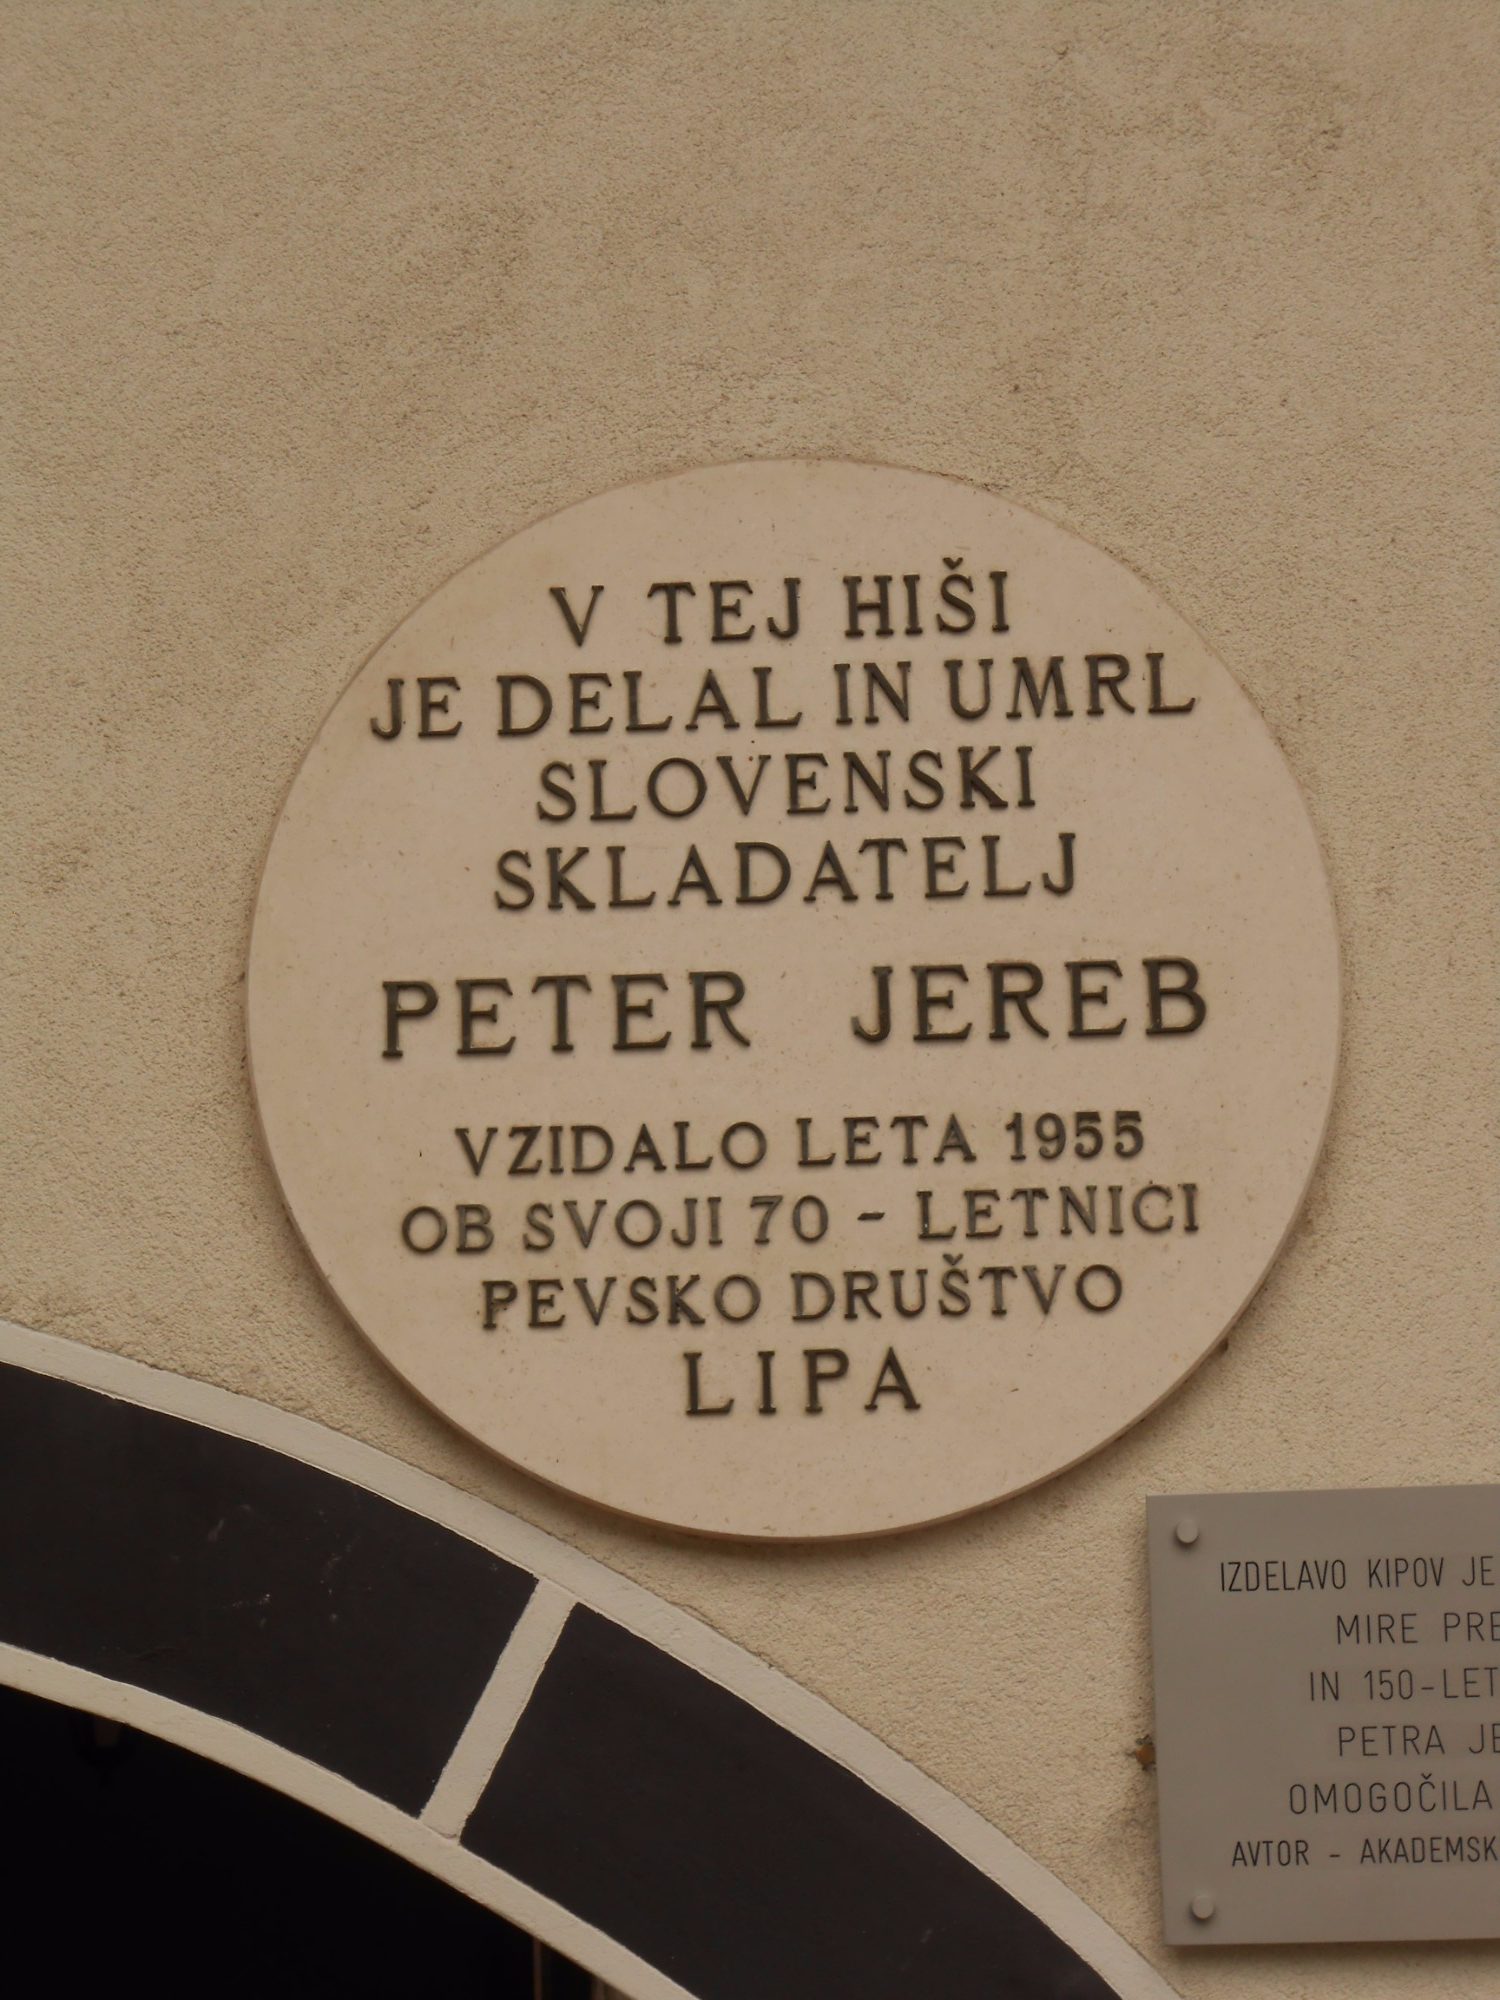 V TEJ HIŠI
JE DELAL IN UMRL
SLOVENSKI
SKLADATELJ
PETER JEREB
VZIDALO LETA 1955
OB SVOJI 70 - LETNICI
PEVSKO DRUŠTVO
LIPA
IZDELAVO KIPOV JE
MIRE PRE
IN 150-LET
PETRA JE
OMOGOČILA
AVTOR - AKADEMSK